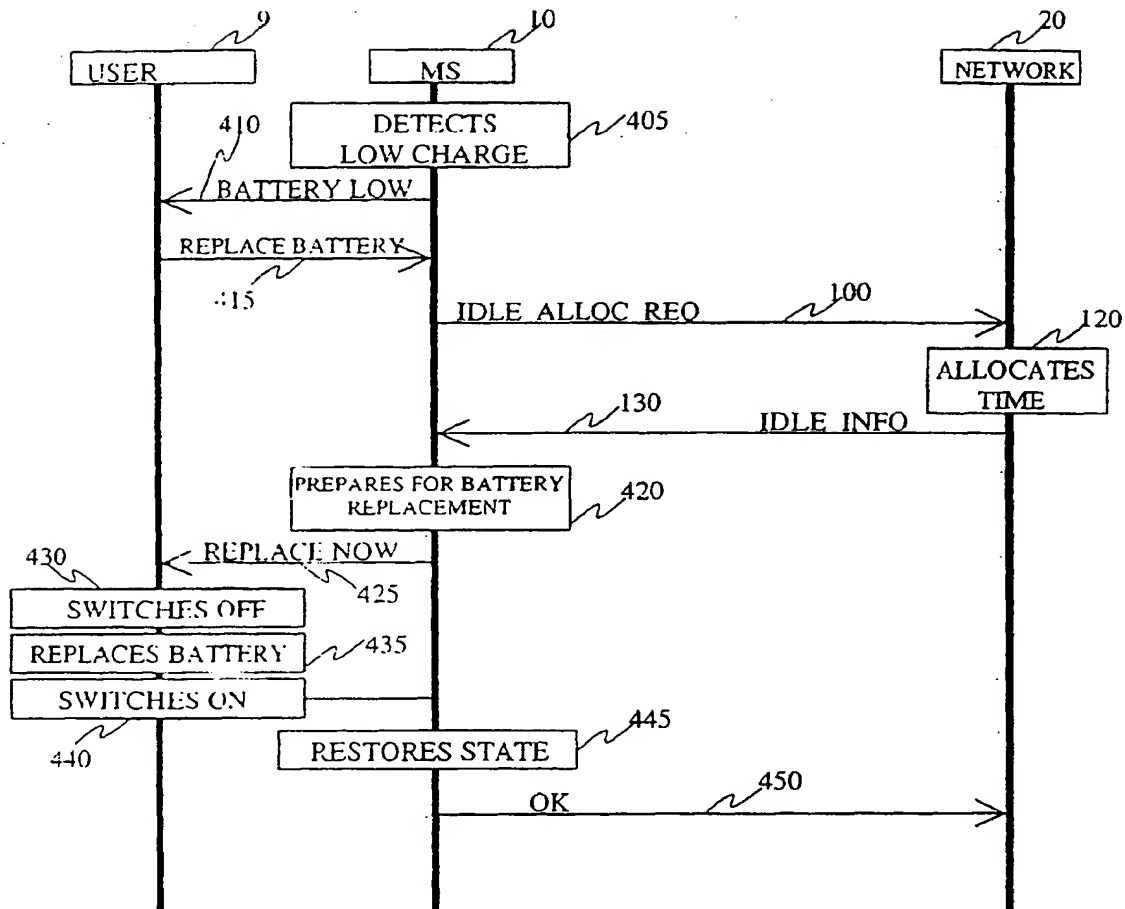 9
10
20
USER
MS
NETWORK
DETECTS
LOW CHARGE
405
410
BATTERY LOW
REPLACE BATTERY
415
IDLE ALLOC REQ
100
120
ALLOCATES
TIME
130
IDLE INFO
PREPARES FOR BATTERY
REPLACEMENT
420
REPLACE NOW
430
425
SWITCHES OFF
REPLACES BATTERY
435
SWITCHES ON
440
445
RESTORES STATE
450
OK